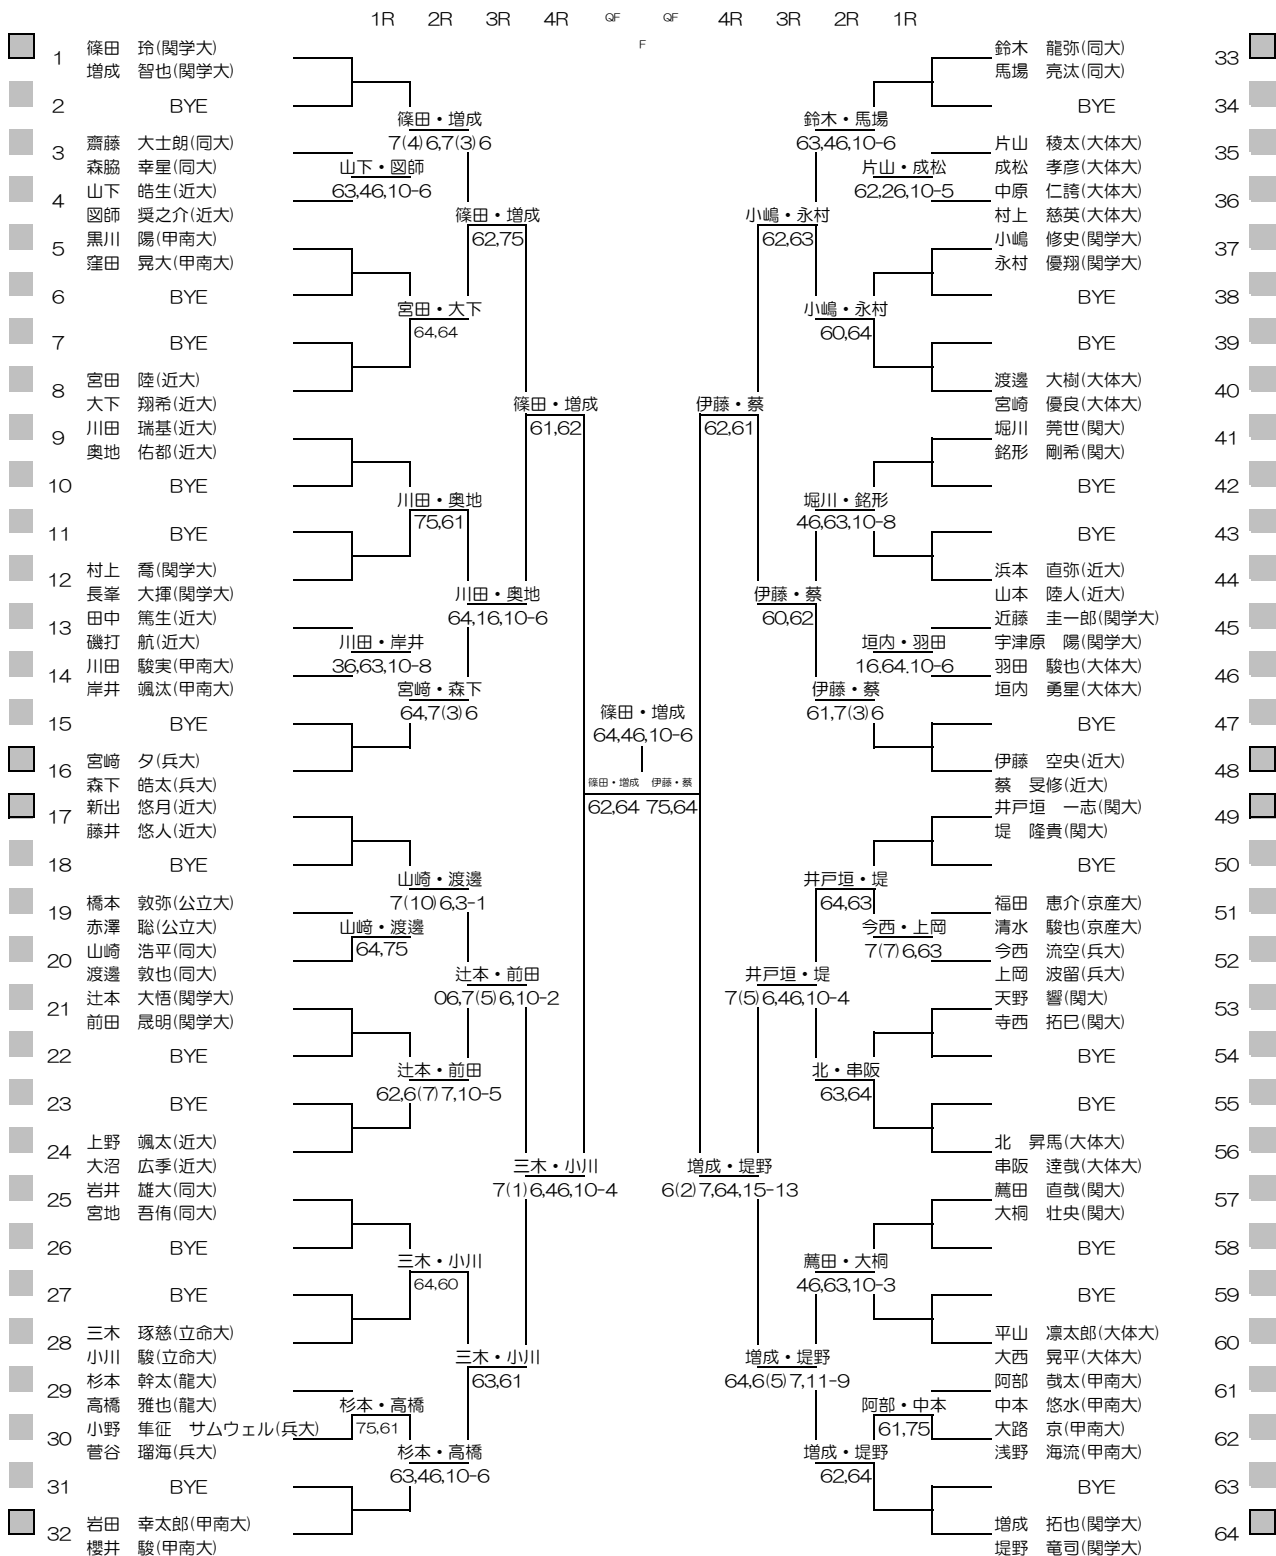 1R 2R 3R 4R QF QF 4R 3R 2R 1R
F
1 篠田 玲(関学大)
増成 智也(関学大)
2 BYE
篠田・増成
7(4)6,7(3)6
3 齋藤 大士朗(同大)
森脇 幸星(同大)
山下・図師
63,46,10-6
4 山下 皓生(近大)
図師 奨之介(近大)
篠田・増成
62,75
5 黒川 陽(甲南大)
窪田 晃大(甲南大)
6 BYE
宮田・大下
64,64
7 BYE
8 宮田 陸(近大)
大下 翔希(近大)
篠田・増成
61,62
9 川田 瑞基(近大)
奥地 佑都(近大)
10 BYE
川田・奥地
75,61
11 BYE
12 村上 喬(関学大)
長峯 大揮(関学大)
川田・奥地
64,16,10-6
13 田中 篤生(近大)
磯打 航(近大)
川田・岸井
36,63,10-8
14 川田 駿実(甲南大)
岸井 颯汰(甲南大)
宮﨑・森下
64,7(3)6
15 BYE
16 宮﨑 夕(兵大)
森下 皓太(兵大)
篠田・増成
64,46,10-6
篠田・増成 伊藤・蔡
62,64 75,64
17 新出 悠月(近大)
藤井 悠人(近大)
18 BYE
山崎・渡邊
7(10)6,3-1
19 橋本 敦弥(公立大)
赤澤 聡(公立大)
山﨑・渡邊
64,75
20 山崎 浩平(同大)
渡邊 敦也(同大)
辻本・前田
06,7(5)6,10-2
21 辻本 大悟(関学大)
前田 晟明(関学大)
22 BYE
辻本・前田
62,6(7)7,10-5
23 BYE
24 上野 颯太(近大)
大沼 広季(近大)
三木・小川
7(1)6,46,10-4
25 岩井 雄大(同大)
宮地 吾侑(同大)
26 BYE
三木・小川
64,60
27 BYE
28 三木 琢慈(立命大)
小川 駿(立命大)
三木・小川
63,61
29 杉本 幹太(龍大)
高橋 雅也(龍大)
杉本・高橋
75,61
30 小野 隼征 サムウェル(兵大)
菅谷 瑠海(兵大)
杉本・高橋
63,46,10-6
31 BYE
32 岩田 幸太郎(甲南大)
櫻井 駿(甲南大)
鈴木 龍弥(同大) 33
馬場 亮汰(同大)
BYE 34
鈴木・馬場
63,46,10-6
片山 稜太(大体大) 35
成松 孝彦(大体大)
片山・成松
62,26,10-5
中原 仁誇(大体大) 36
村上 慈英(大体大)
小嶋・永村
62,63
小嶋 修史(関学大) 37
永村 優翔(関学大)
BYE 38
小嶋・永村
60,64
BYE 39
渡邊 大樹(大体大) 40
宮崎 優良(大体大)
伊藤・蔡
62,61
堀川 莞世(関大) 41
銘形 剛希(関大)
BYE 42
堀川・銘形
46,63,10-8
BYE 43
浜本 直弥(近大) 44
山本 陸人(近大)
伊藤・蔡
60,62
近藤 圭一郎(関学大) 45
宇津原 陽(関学大)
垣内・羽田
16.64.10-6
羽田 駿也(大体大) 46
垣内 勇星(大体大)
伊藤・蔡
61,7(3)6
BYE 47
伊藤 空央(近大) 48
蔡 旻修(近大)
井戸垣 一志(関大) 49
堤 隆貴(関大)
BYE 50
井戸垣・堤
64,63
福田 恵介(京産大) 51
清水 駿也(京産大)
今西・上岡
7(7)6,63
今西 流空(兵大) 52
上岡 波留(兵大)
井戸垣・堤
7(5)6,46,10-4
天野 響(関大) 53
寺西 拓巳(関大)
BYE 54
北・串阪
63,64
BYE 55
北 昇馬(大体大) 56
串阪 達哉(大体大)
増成・堤野
6(2)7,64,15-13
薦田 直哉(関大) 57
大桐 壮央(関大)
BYE 58
薦田・大桐
46,63,10-3
BYE 59
平山 凛太郎(大体大) 60
大西 晃平(大体大)
増成・堤野
64,6(5)7,11-9
阿部 哉太(甲南大) 61
中本 悠水(甲南大)
阿部・中本
61,75
大路 京(甲南大) 62
浅野 海流(甲南大)
増成・堤野
62,64
BYE 63
増成 拓也(関学大) 64
堤野 竜司(関学大)